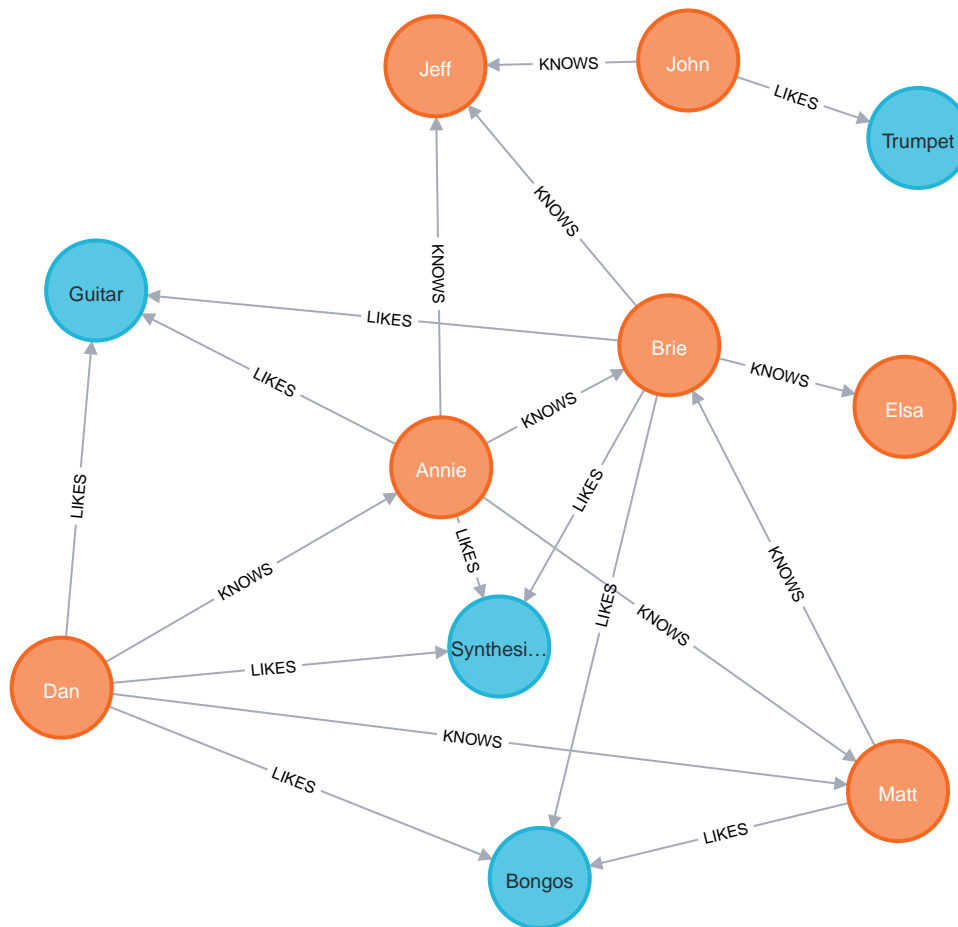 Jeff
KNOWS
John
LIKES
Trumpet
KNOWS
KNOWS
Guitar
LIKES
Brie
KNOWS
Elsa
LIKES
KNOWS
Annie
LIKES
LIKES
LIKES
KNOWS
KNOWS
LIKES
KNOWS
Synthesi...
Dan
LIKES
KNOWS
LIKES
Matt
LIKES
Bongos